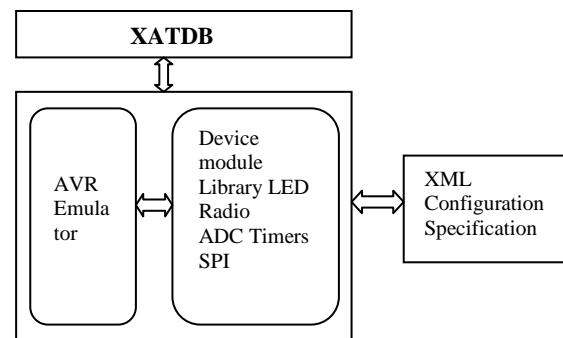 XATDB
AVR
Emula
tor
Device
module
Library LED
Radio
ADC Timers
SPI
XML
Configuration
Specification